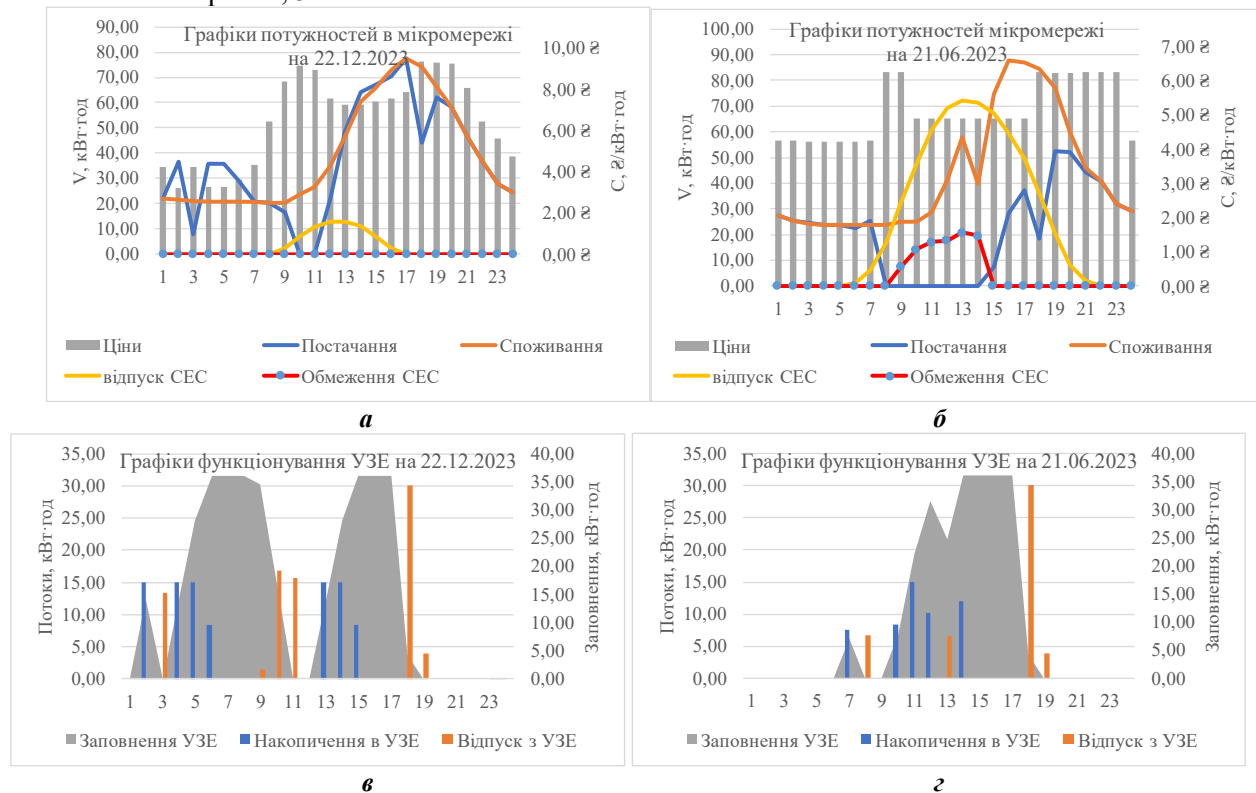 Графіки потужностей в мікромережі
на 22.12.2023
90,00
80,00
70,00
60,00
50,00
40,00
30,00
20,00
10,00
0,00
V, кВт·год
10,00 ₴
8,00 ₴
6,00 ₴
4,00 ₴
2,00 ₴
0,00 ₴
С, ₴/кВт·год
1 3 5 7 9 11 13 15 17 19 21 23
Ціни Постачання Споживання
відпуск СЕС Обмеження СЕС
а
Графіки потужностей мікромережі
на 21.06.2023
100,00
90,00
80,00
70,00
60,00
50,00
40,00
30,00
20,00
10,00
0,00
V, кВт·год
7,00 ₴
6,00 ₴
5,00 ₴
4,00 ₴
3,00 ₴
2,00 ₴
1,00 ₴
0,00 ₴
С, ₴/кВт·год
1 3 5 7 9 11 13 15 17 19 21 23
Ціни Постачання Споживання
відпуск СЕС Обмеження СЕС
б
Графіки функціонування УЗЕ на 22.12.2023
35,00
30,00
25,00
20,00
15,00
10,00
5,00
0,00
Потоки, кВт·год
40,00
35,00
30,00
25,00
20,00
15,00
10,00
5,00
0,00
Заповнення, кВт·год
1 3 5 7 9 11 13 15 17 19 21 23
Заповнення УЗЕ Накопичення в УЗЕ Відпуск з УЗЕ
в
Графіки функціонування УЗЕ на 21.06.2023
35,00
30,00
25,00
20,00
15,00
10,00
5,00
0,00
Потоки, кВт·год
40,00
35,00
30,00
25,00
20,00
15,00
10,00
5,00
0,00
Заповнення, кВт·год
1 3 5 7 9 11 13 15 17 19 21 23
Заповнення УЗЕ Накопичення в УЗЕ Відпуск з УЗЕ
г